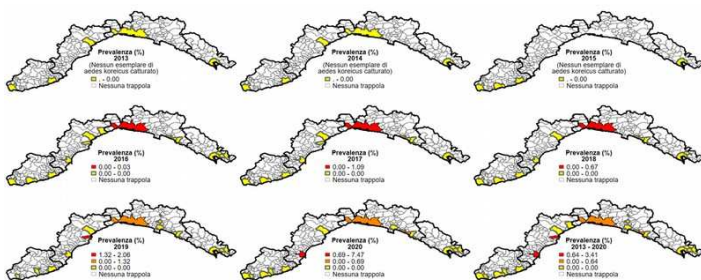 Prevalenza (%)
2013
(Nessun esemplare di
aedes koreicus catturato)
. - 0.00
Nessuna trappola
Prevalenza (%)
2014
(Nessun esemplare di
aedes koreicus catturato)
. - 0.00
Nessuna trappola
Prevalenza (%)
2015
(Nessun esemplare di
aedes koreicus catturato)
. - 0.00
Nessuna trappola
Prevalenza (%)
2016
0.00 - 0.03
0.00 - 0.00
Nessuna trappola
Prevalenza (%)
2017
0.00 - 1.09
0.00 - 0.00
Nessuna trappola
Prevalenza (%)
2018
0.00 - 0.67
0.00 - 0.00
Nessuna trappola
Prevalenza (%)
2019
1.32 - 2.06
0.00 - 1.32
0.00 - 0.00
Nessuna trappola
Prevalenza (%)
2020
0.69 - 7.47
0.00 - 0.69
0.00 - 0.00
Nessuna trappola
Prevalenza (%)
2013 - 2020
0.64 - 3.41
0.00 - 0.64
0.00 - 0.00
Nessuna trappola